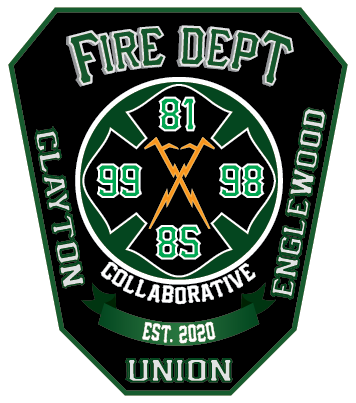 FIRE DEPT
CLAYTON
81
99
98
85
ENGLEWOOD
COLLABORATIVE
EST. 2020
UNION